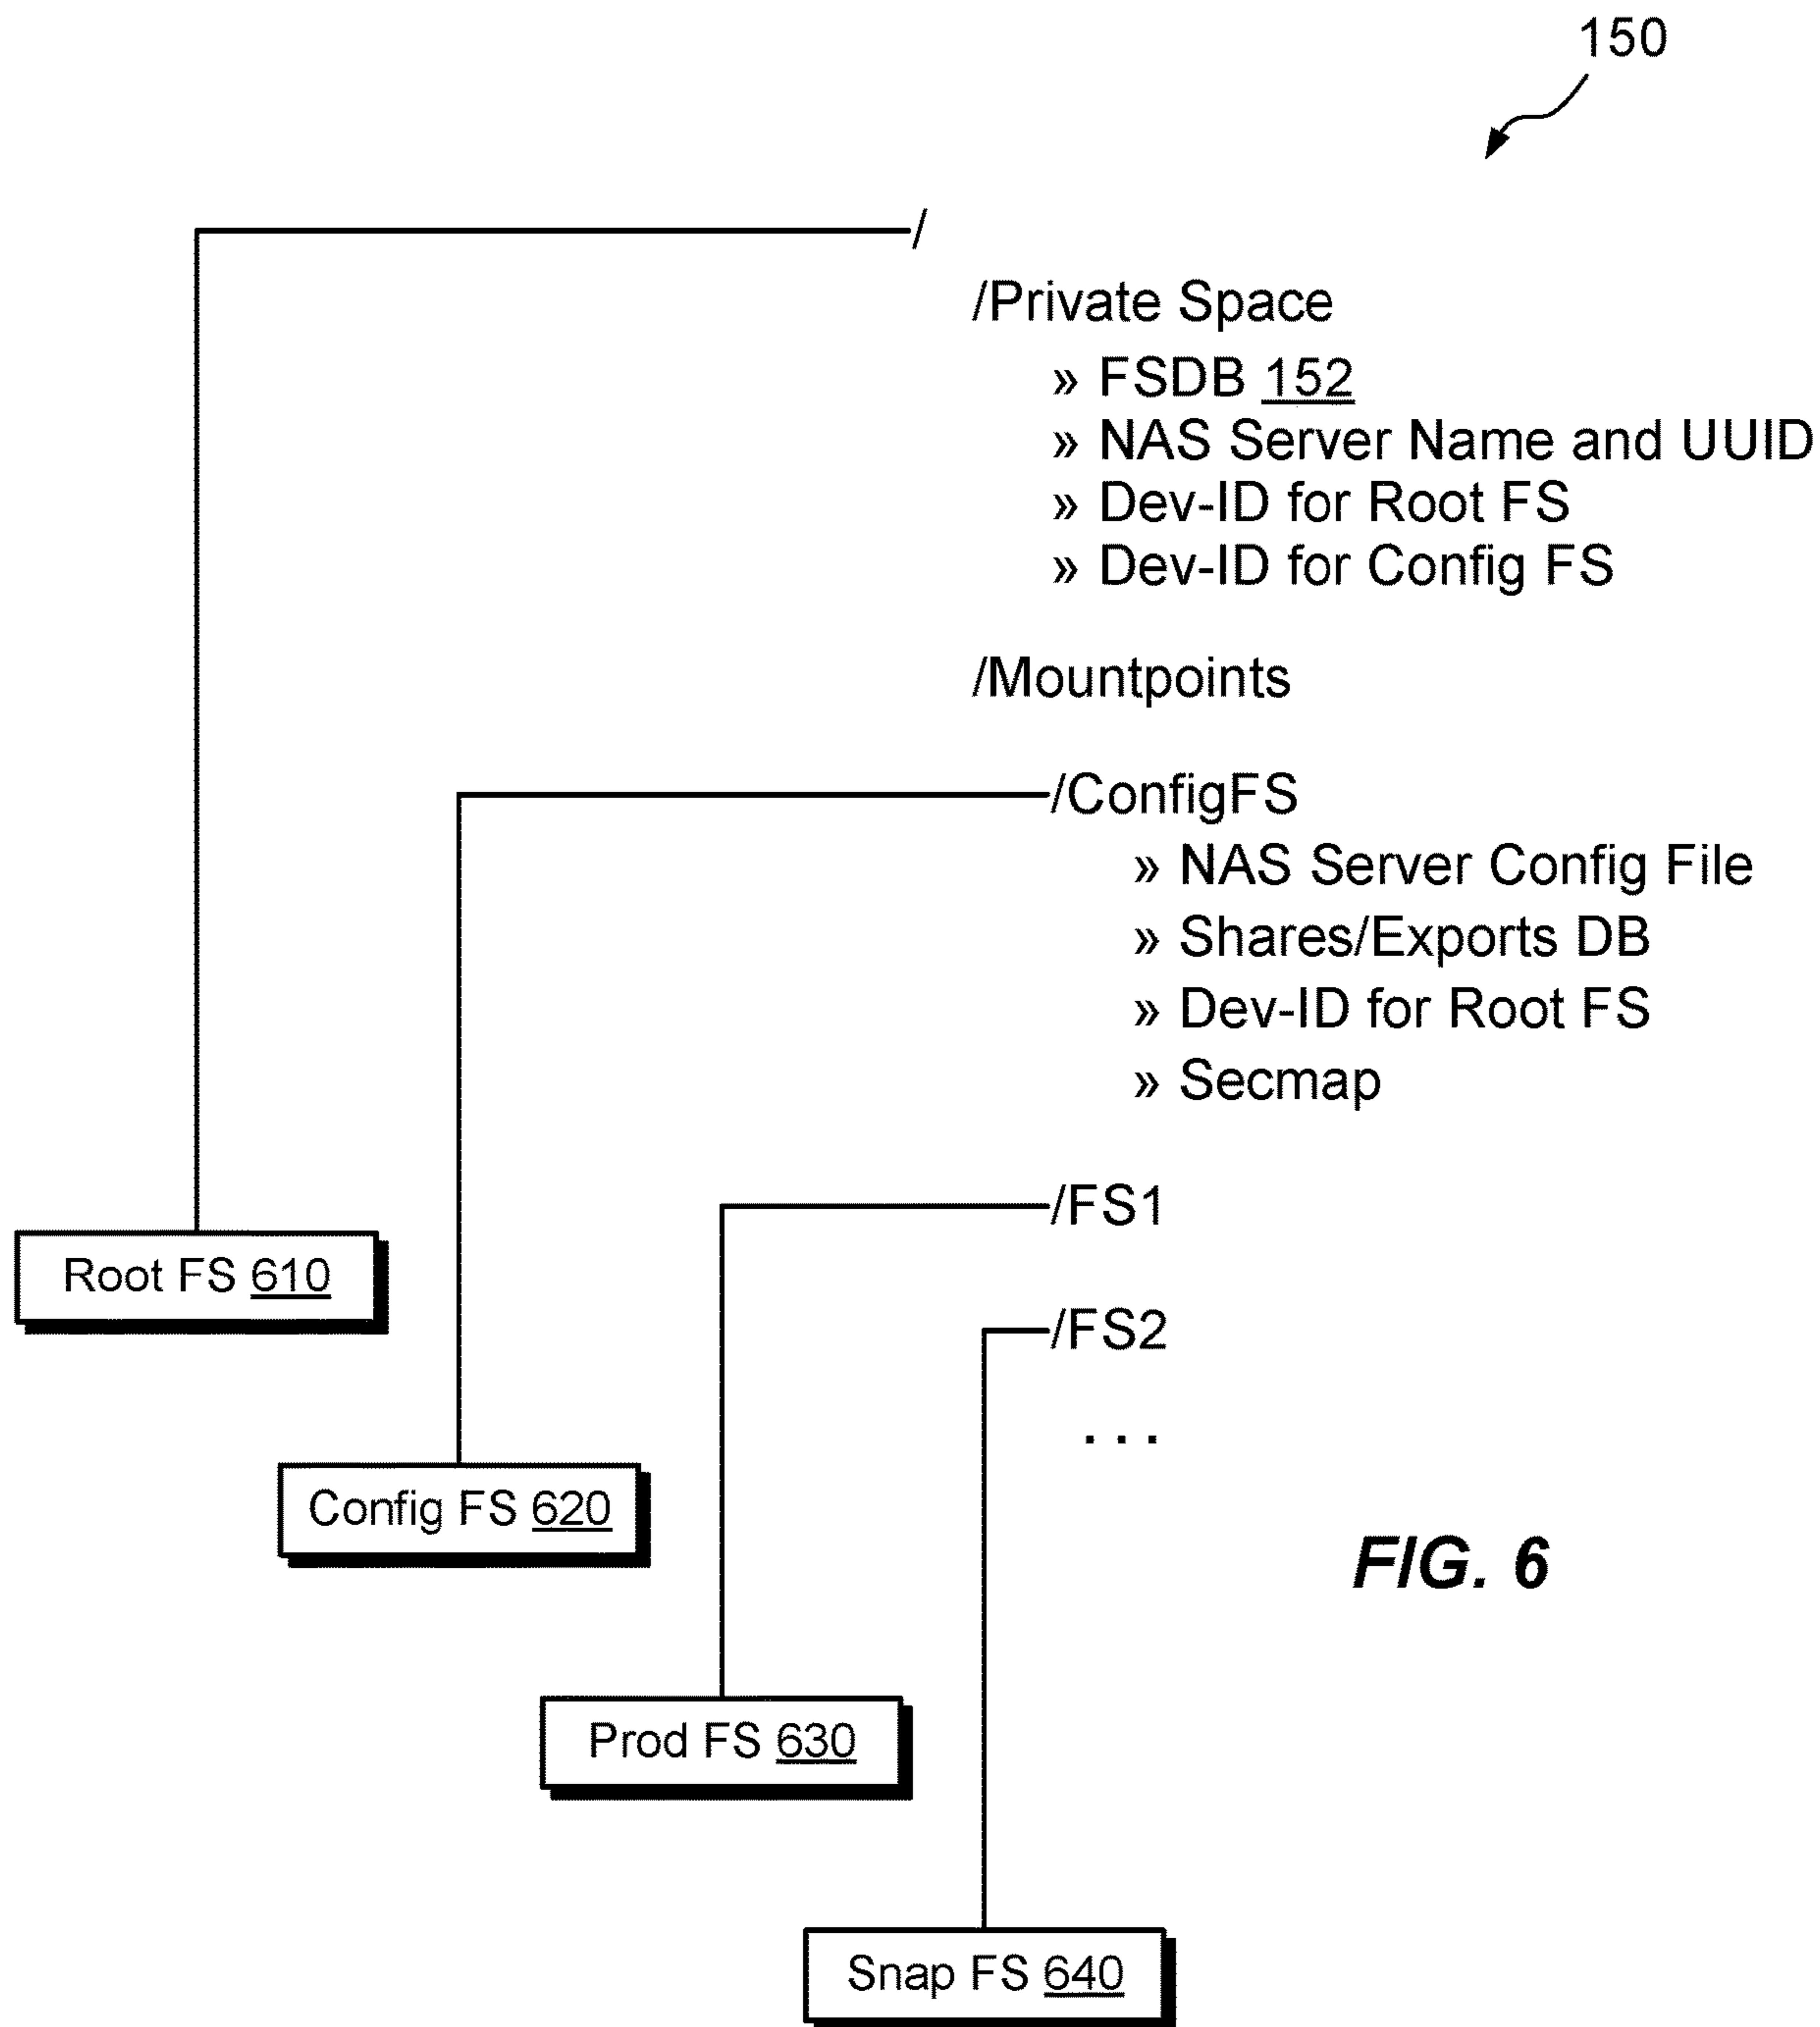 150
/
/Private Space
» FSDB 152
» NAS Server Name and UUID
» Dev-ID for Root FS
» Dev-ID for Config FS
/Mountpoints
/ConfigFS
» NAS Server Config File
» Shares/Exports DB
» Dev-ID for Root FS
» Secmap
/FS1
Root FS 610
/FS2
...
Config FS 620
FIG. 6
Prod FS 630
Snap FS 640